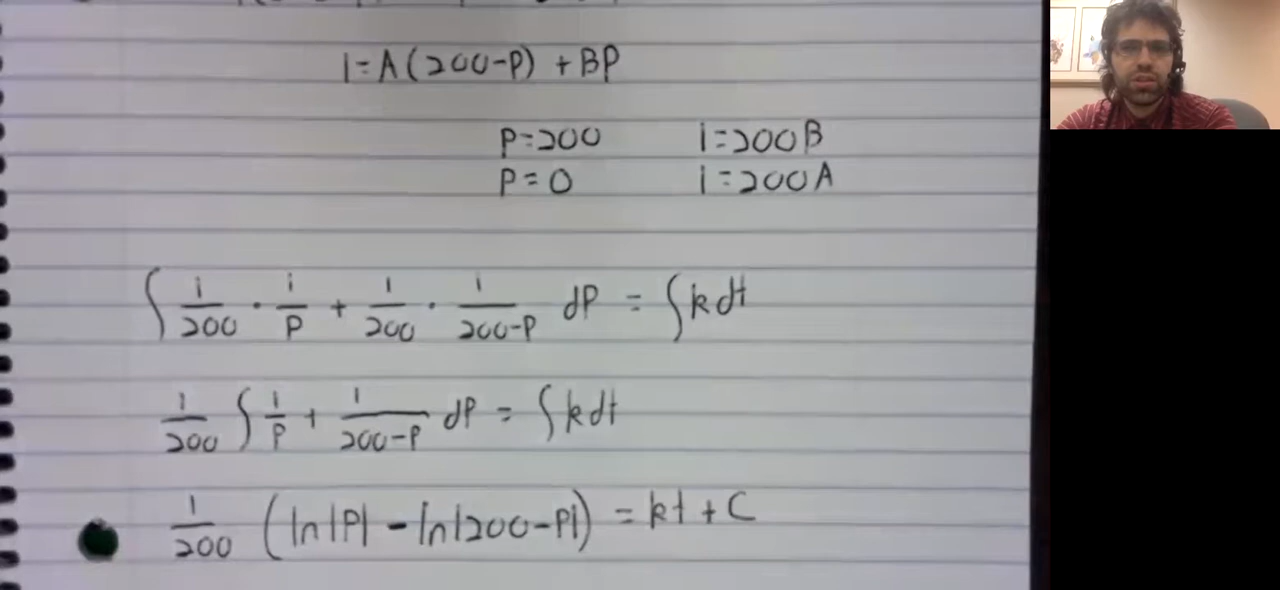 1=A(200-P) + BP
P=200 1=200B
P=0 1=200A
∫ 1/200 · 1/P + 1/200 · 1/(200-P) dP = ∫k dt
1/200 ∫ 1/P + 1/(200-P) dP = ∫k dt
1/200 (ln|P| - ln|200-P|) = kt + C